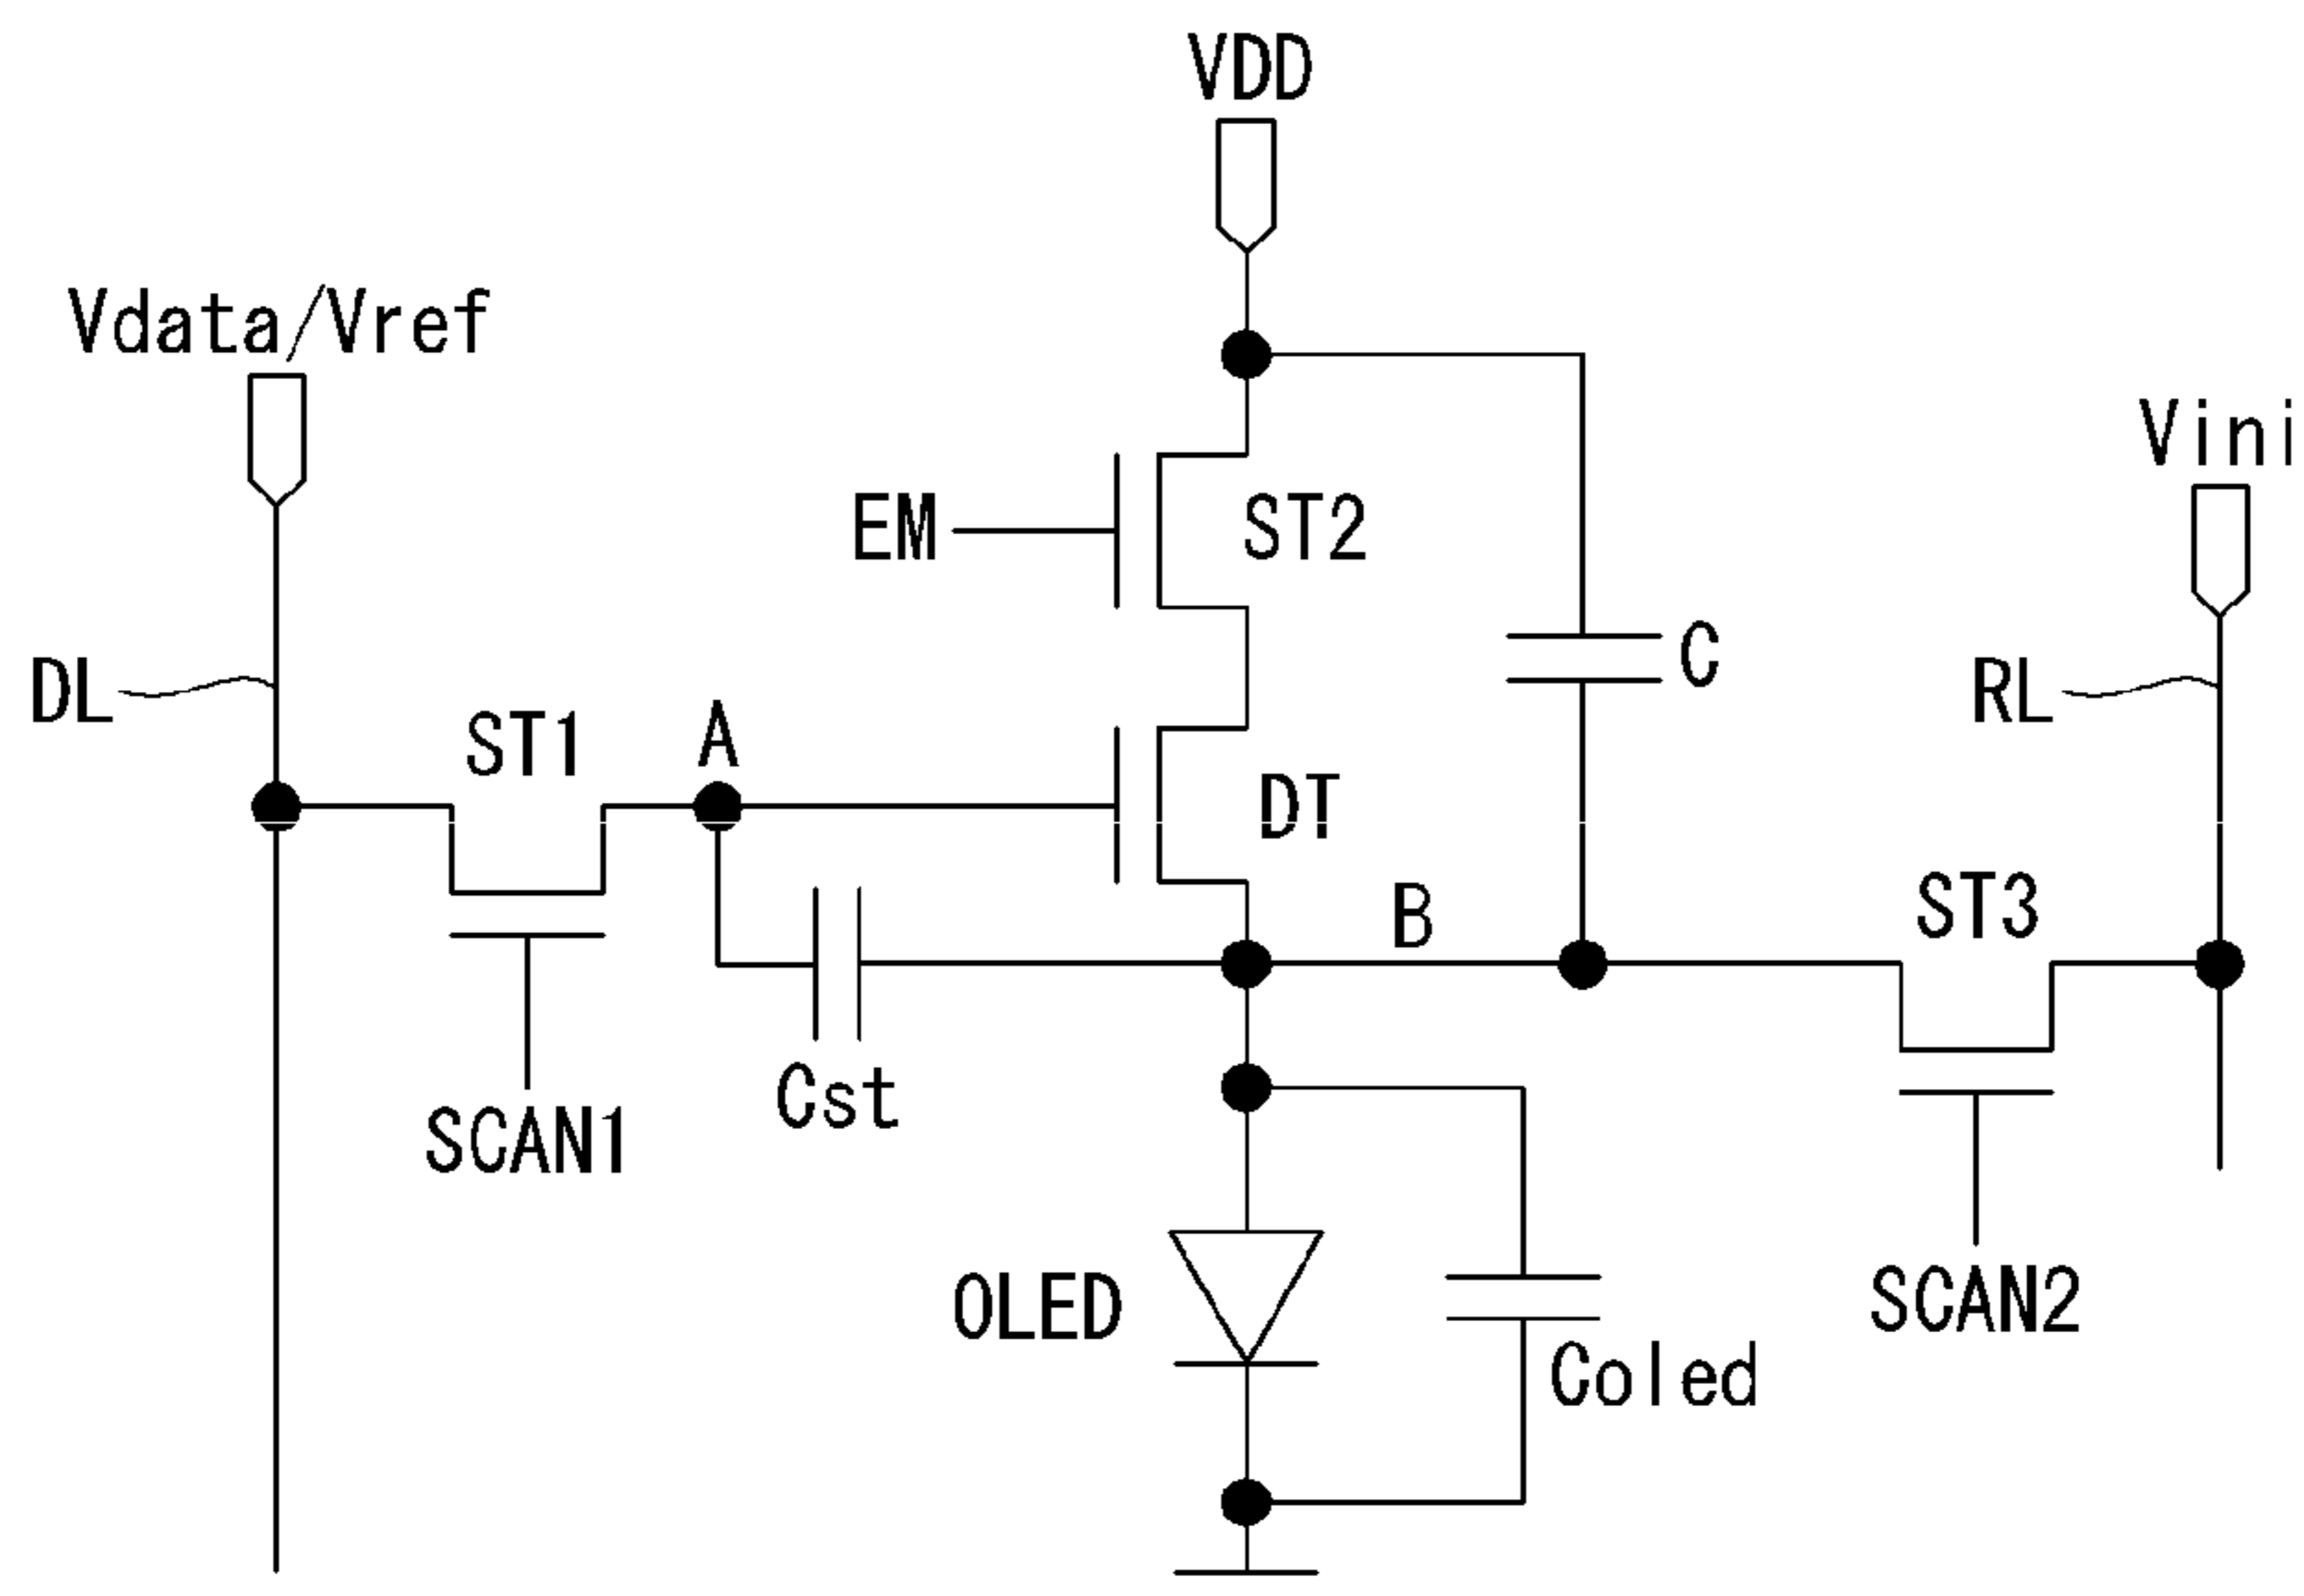 VDD
Vdata/Vref
Vini
EM
ST2
C
DL
RL
ST1
A
DT
B
ST3
Cst
SCAN1
OLED
SCAN2
Coled